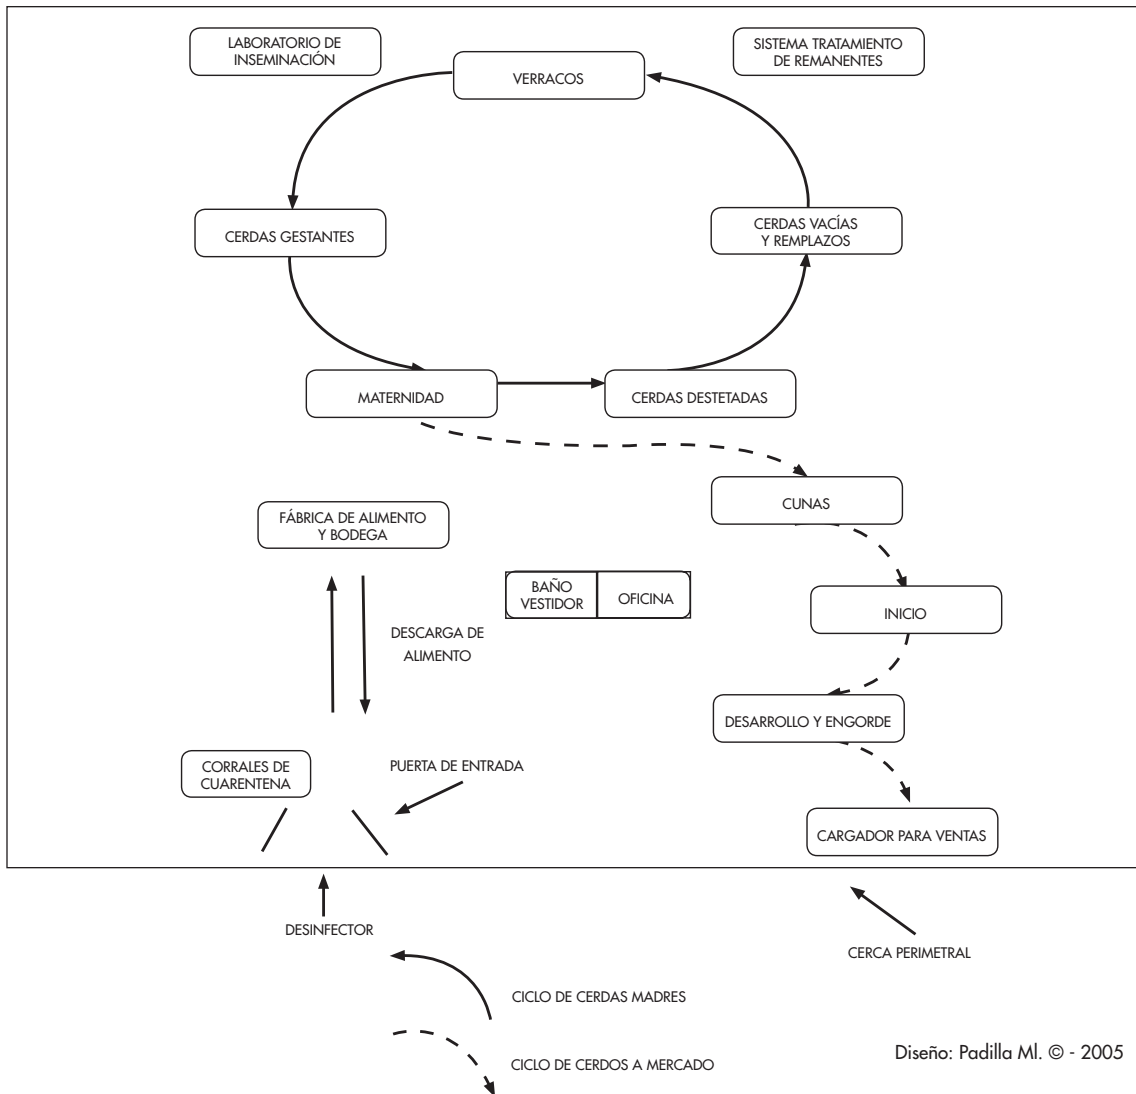 LABORATORIO DE
INSEMINACIÓN
VERRACOS
SISTEMA TRATAMIENTO
DE REMANENTES
CERDAS GESTANTES
CERDAS VACÍAS
Y REMPLAZOS
MATERNIDAD
CERDAS DESTETADAS
CUNAS
FÁBRICA DE ALIMENTO
Y BODEGA
BAÑO
VESTIDOR
OFICINA
INICIO
DESCARGA DE
ALIMENTO
DESARROLLO Y ENGORDE
CORRALES DE
CUARENTENA
PUERTA DE ENTRADA
CARGADOR PARA VENTAS
DESINFECTOR
CERCA PERIMETRAL
CICLO DE CERDAS MADRES
CICLO DE CERDOS A MERCADO
Diseño: Padilla Ml. © - 2005